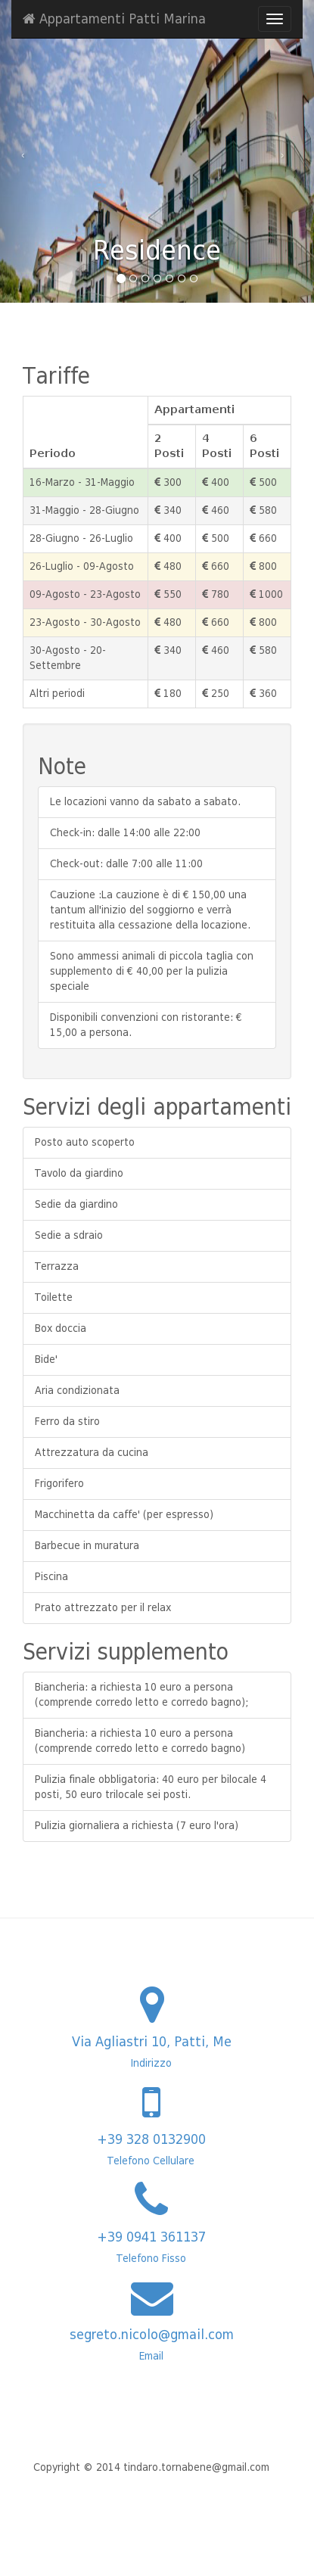 Appartamenti Patti Marina
Residence
Tariffe
Periodo Appartamenti
2 Posti 4 Posti 6 Posti
16-Marzo - 31-Maggio € 300 € 400 € 500
31-Maggio - 28-Giugno € 340 € 460 € 580
28-Giugno - 26-Luglio € 400 € 500 € 660
26-Luglio - 09-Agosto € 480 € 660 € 800
09-Agosto - 23-Agosto € 550 € 780 € 1000
23-Agosto - 30-Agosto € 480 € 660 € 800
30-Agosto - 20-Settembre € 340 € 460 € 580
Altri periodi € 180 € 250 € 360
Note
Le locazioni vanno da sabato a sabato.
Check-in: dalle 14:00 alle 22:00
Check-out: dalle 7:00 alle 11:00
Cauzione :La cauzione è di € 150,00 una
tantum all'inizio del soggiorno e verrà
restituita alla cessazione della locazione.
Sono ammessi animali di piccola taglia con
supplemento di € 40,00 per la pulizia
speciale
Disponibili convenzioni con ristorante: €
15,00 a persona.
Servizi degli appartamenti
Posto auto scoperto
Tavolo da giardino
Sedie da giardino
Sedie a sdraio
Terrazza
Toilette
Box doccia
Bide'
Aria condizionata
Ferro da stiro
Attrezzatura da cucina
Frigorifero
Macchinetta da caffe' (per espresso)
Barbecue in muratura
Piscina
Prato attrezzato per il relax
Servizi supplemento
Biancheria: a richiesta 10 euro a persona
(comprende corredo letto e corredo bagno);
Biancheria: a richiesta 10 euro a persona
(comprende corredo letto e corredo bagno)
Pulizia finale obbligatoria: 40 euro per bilocale 4
posti, 50 euro trilocale sei posti.
Pulizia giornaliera a richiesta (7 euro l'ora)
Via Agliastri 10, Patti, Me
Indirizzo
+39 328 0132900
Telefono Cellulare
+39 0941 361137
Telefono Fisso
segreto.nicolo@gmail.com
Email
Copyright © 2014 tindaro.tornabene@gmail.com